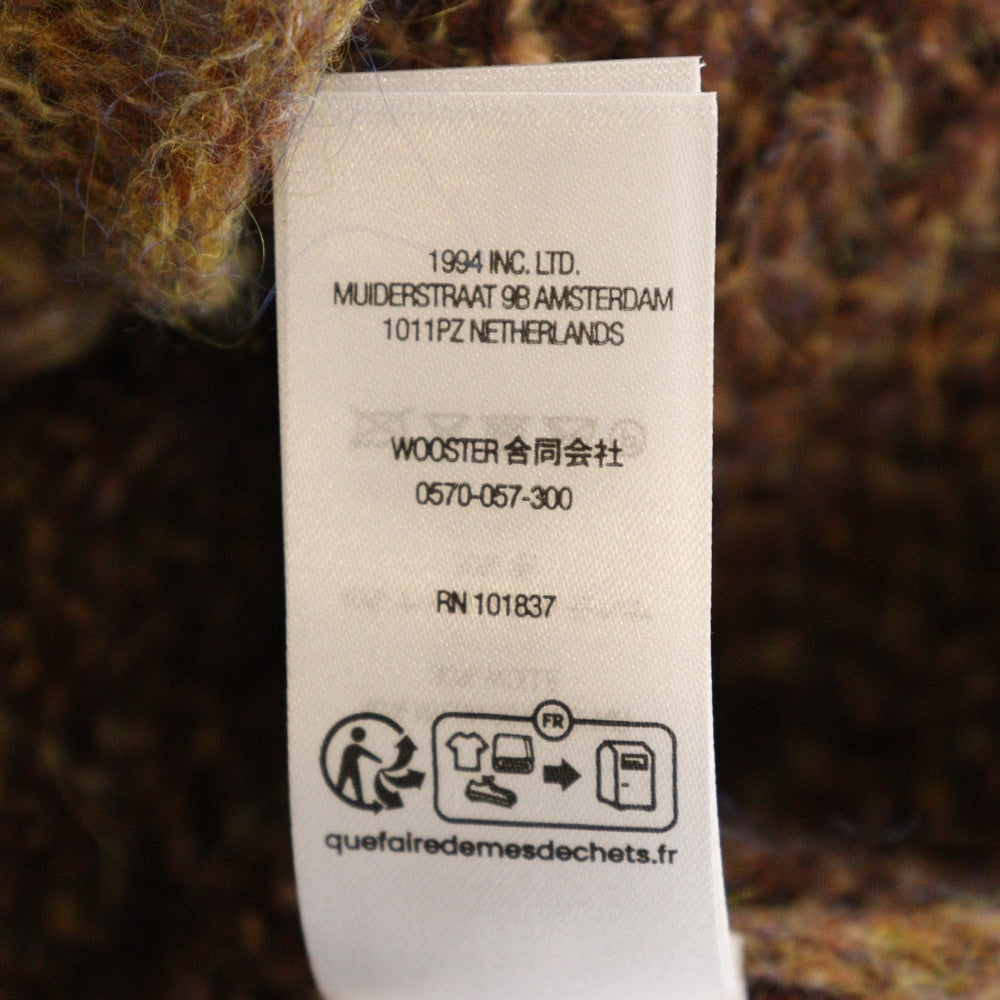 1994 INC. LTD.
MUIDERSTRAAT 9B AMSTERDAM
1011PZ NETHERLANDS
WOOSTER 合同会社
0570-057-300
RN 101837
FR
quefairedemesdechets.fr